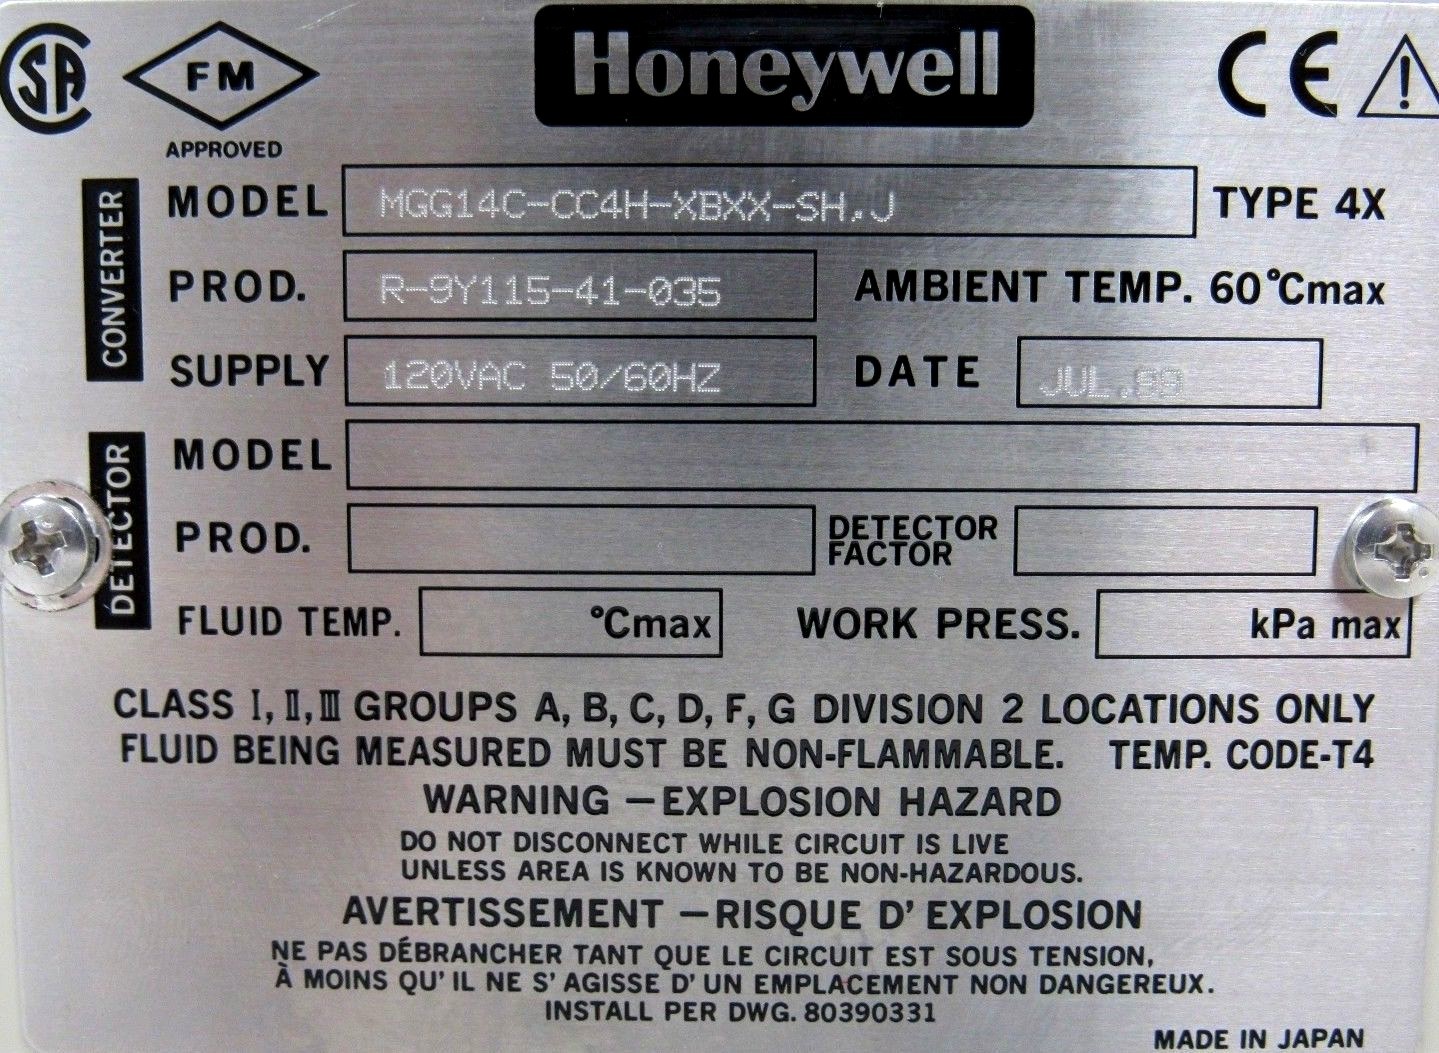 SA FM Honeywell CE
APPROVED
CONVERTER
MODEL MGG14C-CC4H-XBXX-SH.J TYPE 4X
PROD. R-9Y115-41-035 AMBIENT TEMP. 60°Cmax
SUPPLY 120VAC 50/60HZ DATE JUL.99
DETECTOR
MODEL
PROD. DETECTOR FACTOR
FLUID TEMP. °Cmax WORK PRESS. kPa max
CLASS Ⅰ, Ⅱ, Ⅲ GROUPS A, B, C, D, F, G DIVISION 2 LOCATIONS ONLY
FLUID BEING MEASURED MUST BE NON-FLAMMABLE. TEMP. CODE-T4
WARNING —EXPLOSION HAZARD
DO NOT DISCONNECT WHILE CIRCUIT IS LIVE
UNLESS AREA IS KNOWN TO BE NON-HAZARDOUS.
AVERTISSEMENT —RISQUE D' EXPLOSION
NE PAS DÉBRANCHER TANT QUE LE CIRCUIT EST SOUS TENSION,
À MOINS QU' IL NE S' AGISSE D' UN EMPLACEMENT NON DANGEREUX.
INSTALL PER DWG. 80390331
MADE IN JAPAN